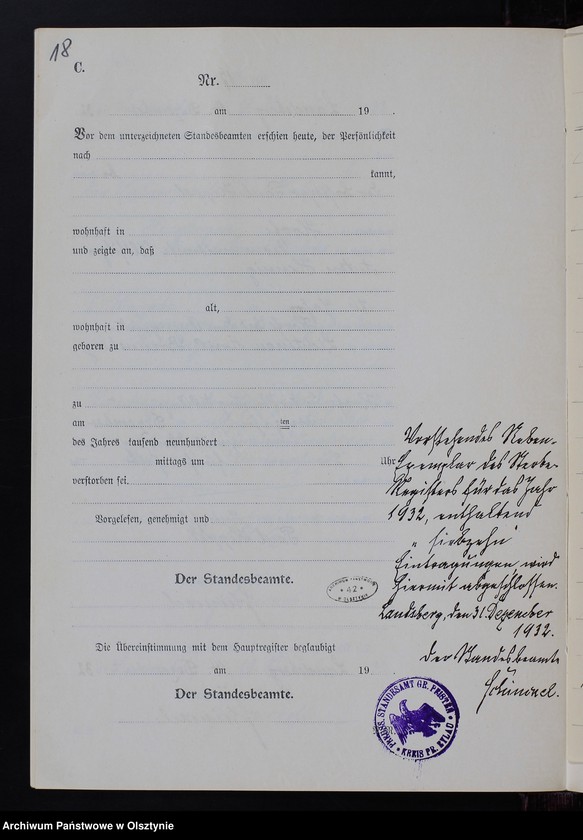 18
C.
Nr.
am 19 .
Vor dem unterzeichneten Standesbeamten erschien heute, der Persönlichkeit
nach
kannt,
wohnhaft in
und zeigte an, daß
alt,
wohnhaft in
geboren zu
zu
am ten
des Jahres tausend neunhundert
mittags um Uhr
verstorben sei.
Vorgelesen, genehmigt und
Der Standesbeamte.
Die Übereinstimmung mit dem Hauptregister beglaubigt
am 19
Der Standesbeamte.
Vorstehendes Neben-
Exemplar des Sterbe-
Registers für das Jahr
1932, enthaltend
„ siebzehn "
Eintragungen, wird
hiermit abgeschlossen.
Landsberg, den 31. Dezember
1932.
Der Standesbeamte
42
PREUSS. STANDESAMT GR. PEISTEN
KREIS PR. EYLAU
Archiwum Państwowe w Olsztynie